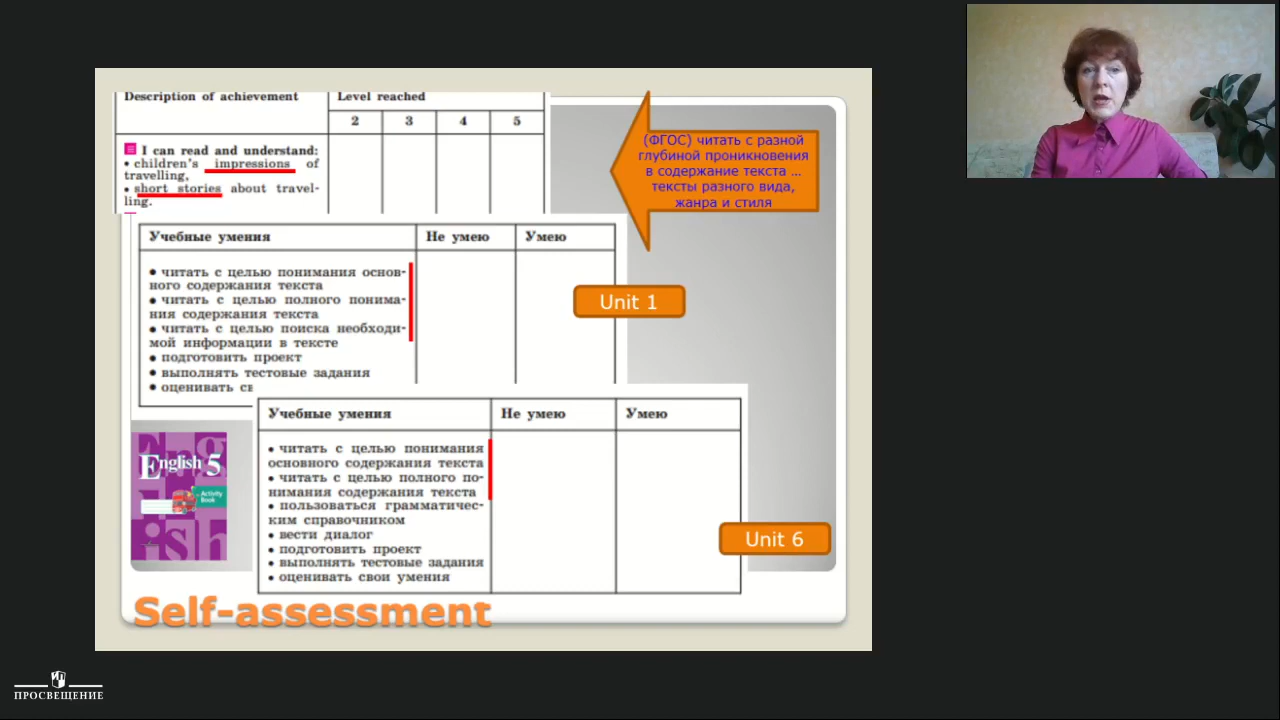 Description of achievement
Level reached
2 3 4 5
I can read and understand:
• children's impressions of
travelling,
• short stories about travel-
ling.
(ФГОС) читать с разной
глубиной проникновения
в содержание текста ...
тексты разного вида,
жанра и стиля
Учебные умения
Не умею
Умею
• читать с целью понимания основ-
ного содержания текста
• читать с целью полного понима-
ния содержания текста
• читать с целью поиска необходи-
мой информации в тексте
• подготовить проект
• выполнять тестовые задания
• оценивать
Unit 1
Учебные умения
Не умею
Умею
• читать с целью понимания
основного содержания текста
• читать с целью полного по-
нимания содержания текста
• пользоваться грамматичес-
ким справочником
• вести диалог
• подготовить проект
• выполнять тестовые задания
• оценивать свои умения
Unit 6
English 5
Activity
Book
Self-assessment
ПРОСВЕЩЕНИЕ